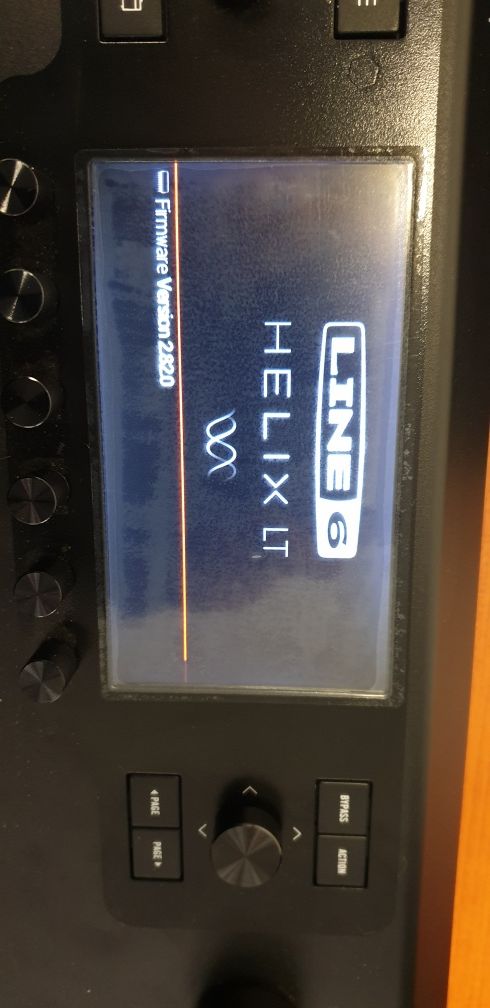 LINE 6
HELIX LT
Firmware Version 2.82.0
BYPASS
ACTION
◄ PAGE
PAGE ►